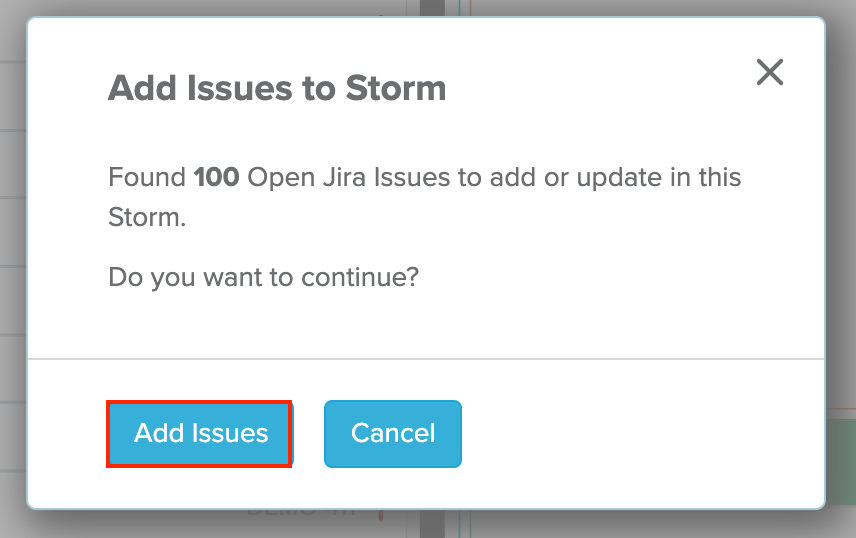 Add Issues to Storm
Found 100 Open Jira Issues to add or update in this
Storm.
Do you want to continue?
Add Issues
Cancel